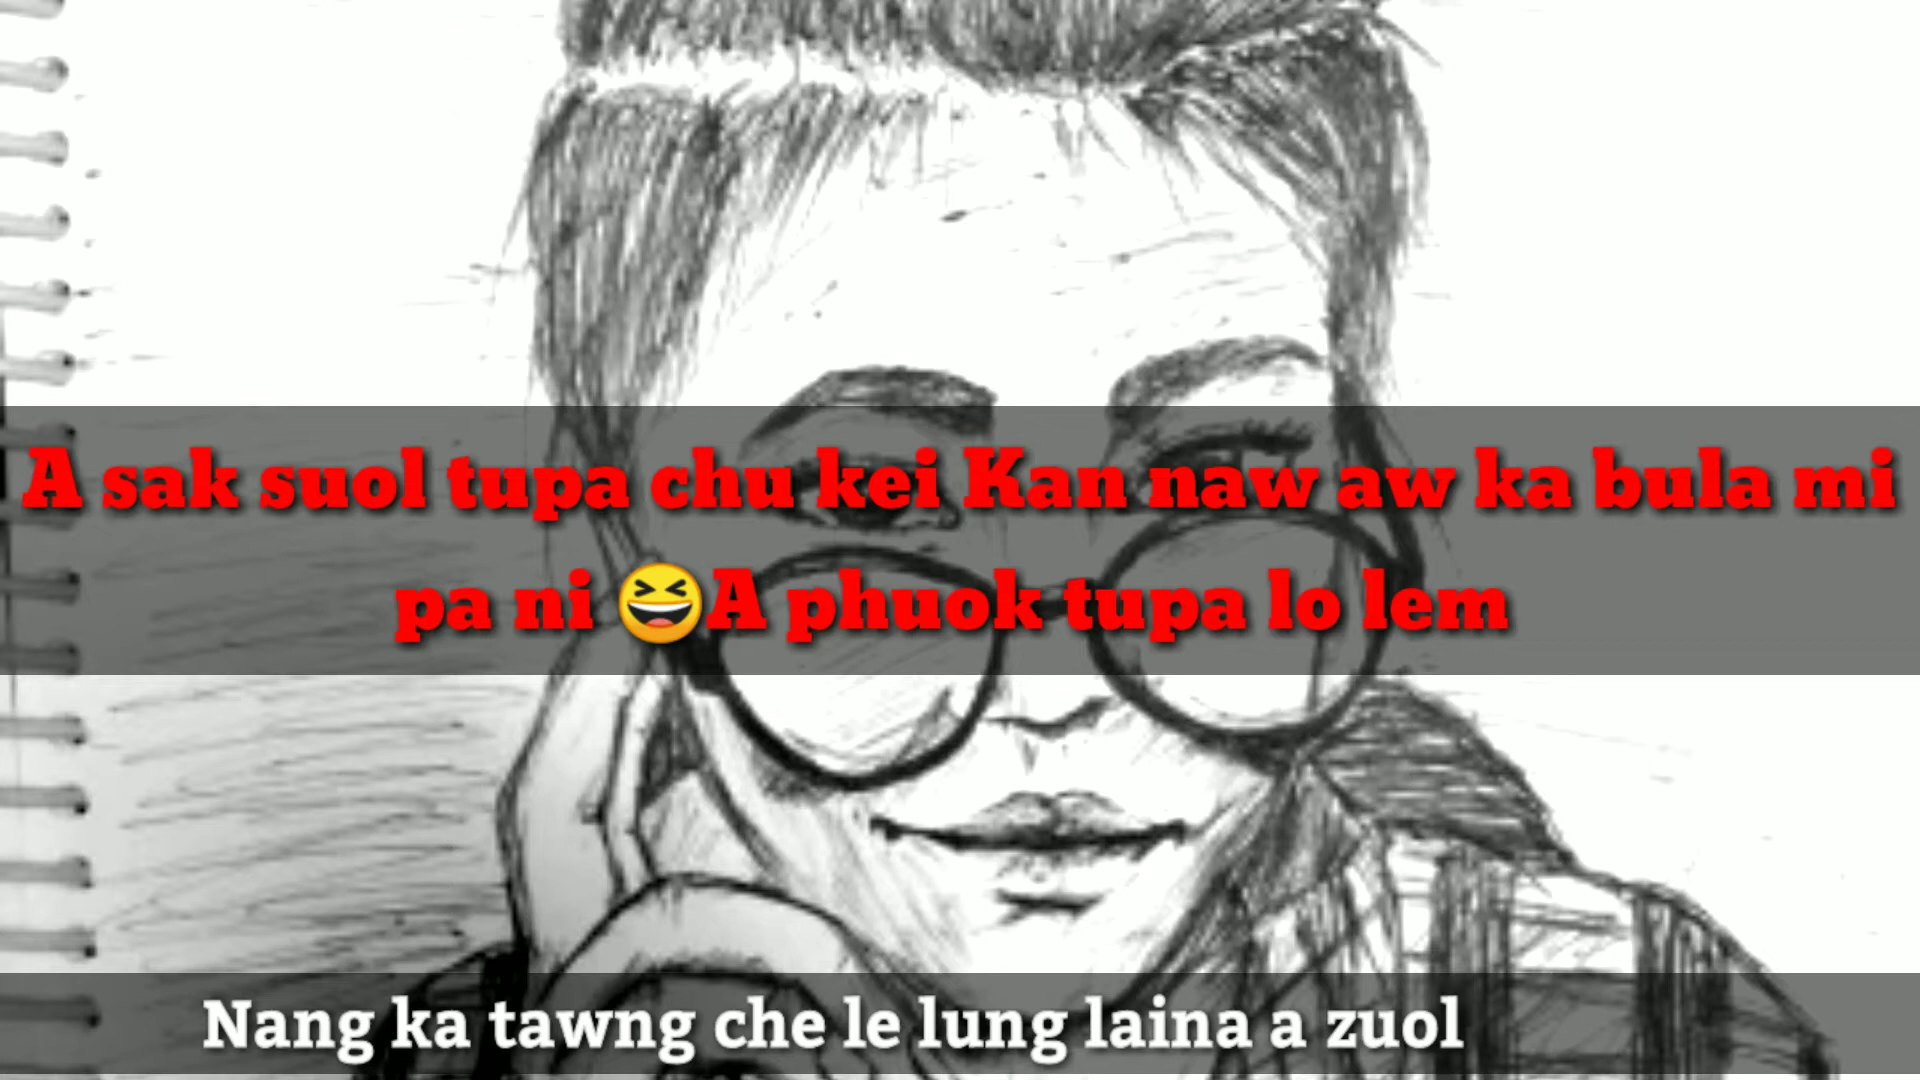 A sak suol tupa chu kei Kan naw aw ka bula mi
pa ni 😆A phuok tupa lo lem
Nang ka tawng che le lung laina a zuol